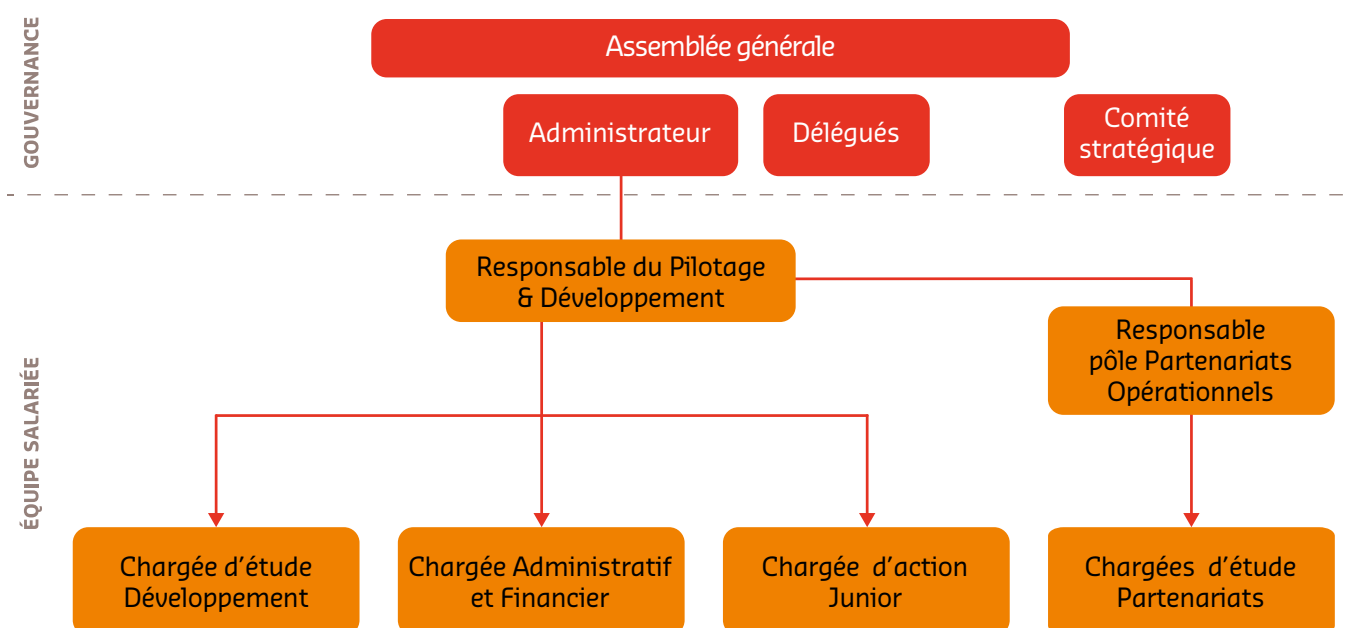 GOUVERNANCE
Assemblée générale
Administrateur
Délégués
Comité
stratégique
ÉQUIPE SALARIÉE
Responsable du Pilotage
& Développement
Responsable
pôle Partenariats
Opérationnels
Chargée d'étude
Développement
Chargée Administratif
et Financier
Chargée d'action
Junior
Chargées d'étude
Partenariats